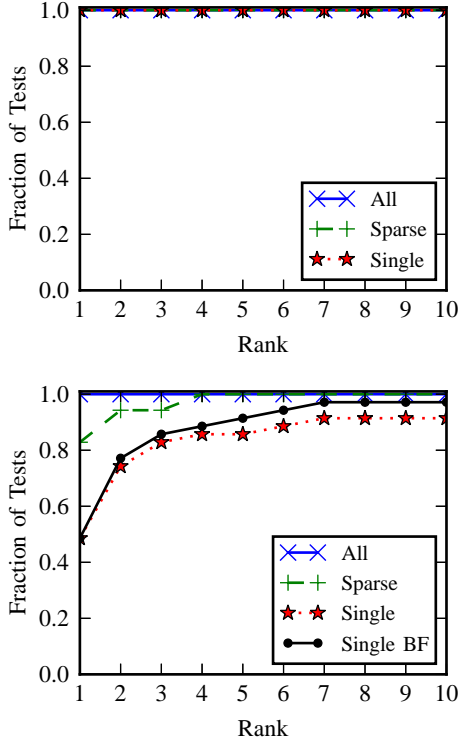 1.0
0.8
0.6
0.4
0.2
0.0
Fraction of Tests
All
Sparse
Single
1 2 3 4 5 6 7 8 9 10
Rank
1.0
0.8
0.6
0.4
0.2
0.0
Fraction of Tests
All
Sparse
Single
Single BF
1 2 3 4 5 6 7 8 9 10
Rank